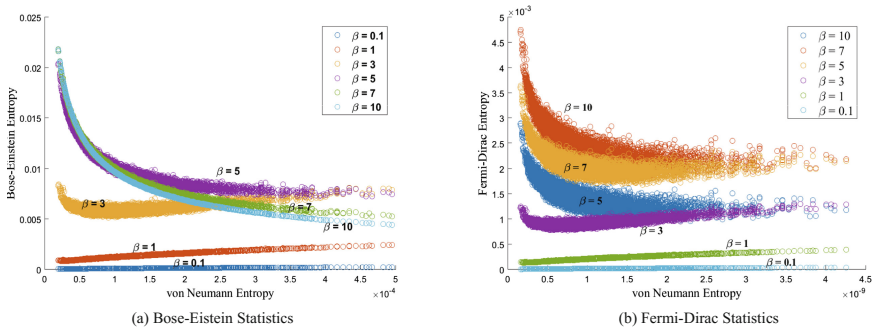 0.025
0.02
0.015
0.01
0.005
0
Bose-Einstein Entropy
β = 0.1
β = 1
β = 3
β = 5
β = 7
β = 10
β = 5
β = 3
β = 7
β = 10
β = 1
β = 0.1
0 0.5 1 1.5 2 2.5 3 3.5 4 4.5 5
von Neumann Entropy ×10⁻⁴
(a) Bose-Eistein Statistics
×10⁻³
5
4.5
4
3.5
3
2.5
2
1.5
1
0.5
0
Fermi-Dirac Entropy
β = 10
β = 7
β = 5
β = 3
β = 1
β = 0.1
β = 10
β = 7
β = 5
β = 3
β = 1
β = 0.1
0 0.5 1 1.5 2 2.5 3 3.5 4 4.5
von Neumann Entropy ×10⁻⁹
(b) Fermi-Dirac Statistics